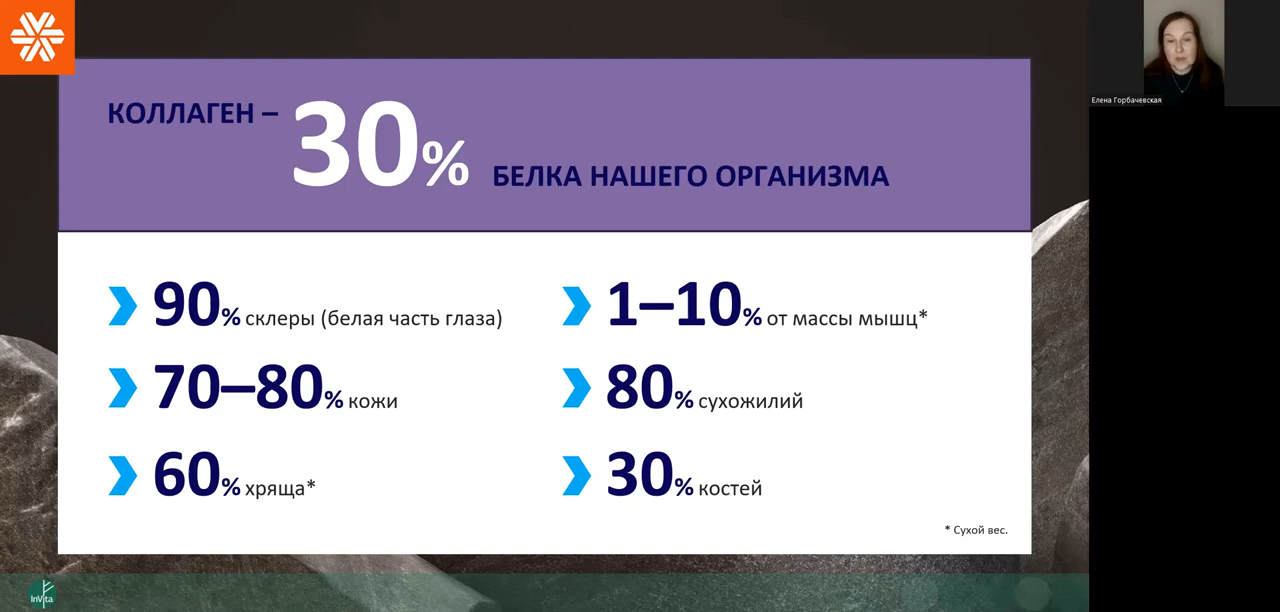 КОЛЛАГЕН –
30%
БЕЛКА НАШЕГО ОРГАНИЗМА
90% склеры (белая часть глаза)
70–80% кожи
60% хряща*
1–10% от массы мышц*
80% сухожилий
30% костей
* Сухой вес.
Елена Горбачевская
InVita